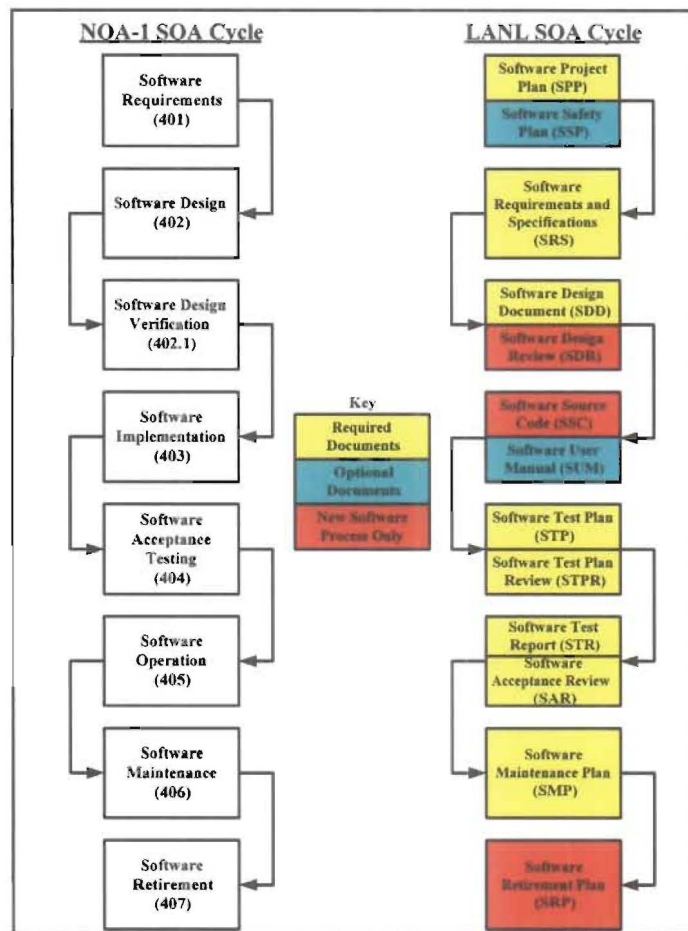 NQA-1 SQA Cycle
Software
Requirements
(401)
Software Design
(402)
Software Design
Verification
(402.1)
Software
Implementation
(403)
Software
Acceptance
Testing
(404)
Software
Operation
(405)
Software
Maintenance
(406)
Software
Retirement
(407)
Key
Required
Documents
Optional
Documents
New Software
Process Only
LANL SQA Cycle
Software Project
Plan (SPP)
Software Safety
Plan (SSP)
Software
Requirements and
Specifications
(SRS)
Software Design
Document (SDD)
Software Design
Review (SDR)
Software Source
Code (SSC)
Software User
Manual (SUM)
Software Test Plan
(STP)
Software Test Plan
Review (STPR)
Software Test
Report (STR)
Software
Acceptance Review
(SAR)
Software
Maintenance Plan
(SMP)
Software
Retirement Plan
(SRP)